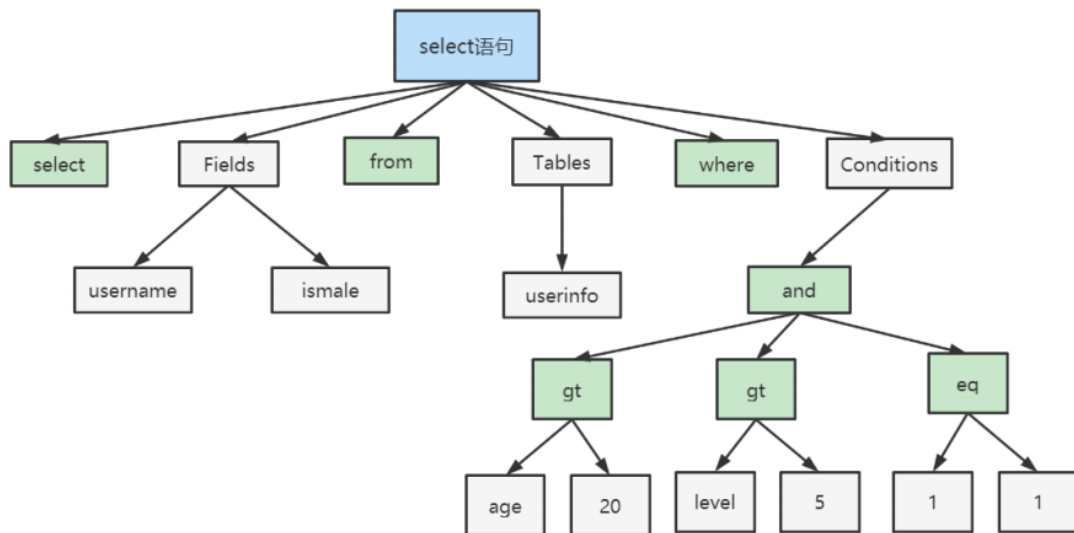 select语句
select
Fields
from
Tables
where
Conditions
username
ismale
userinfo
and
gt
gt
eq
age
20
level
5
1
1